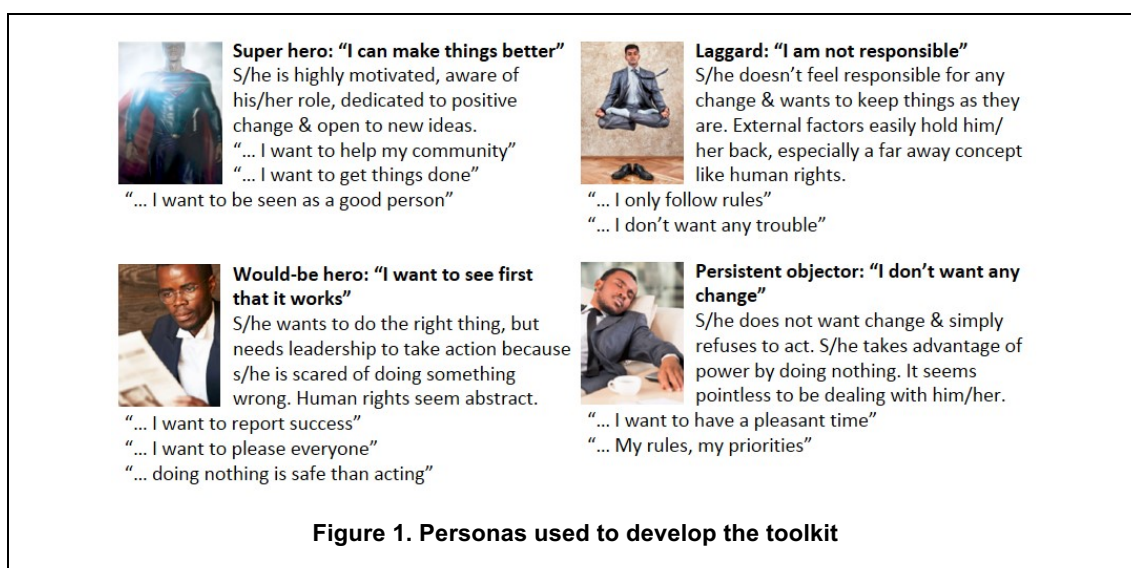 Super hero: “I can make things better”
S/he is highly motivated, aware of
his/her role, dedicated to positive
change & open to new ideas.
“... I want to help my community”
“... I want to get things done”
“... I want to be seen as a good person”
Laggard: “I am not responsible”
S/he doesn’t feel responsible for any
change & wants to keep things as they
are. External factors easily hold him/
her back, especially a far away concept
like human rights.
“... I only follow rules”
“... I don’t want any trouble”
Would-be hero: “I want to see first
that it works”
S/he wants to do the right thing, but
needs leadership to take action because
s/he is scared of doing something
wrong. Human rights seem abstract.
“... I want to report success”
“... I want to please everyone”
“... doing nothing is safe than acting”
Persistent objector: “I don’t want any
change”
S/he does not want change & simply
refuses to act. S/he takes advantage of
power by doing nothing. It seems
pointless to be dealing with him/her.
“... I want to have a pleasant time”
“... My rules, my priorities”
Figure 1. Personas used to develop the toolkit